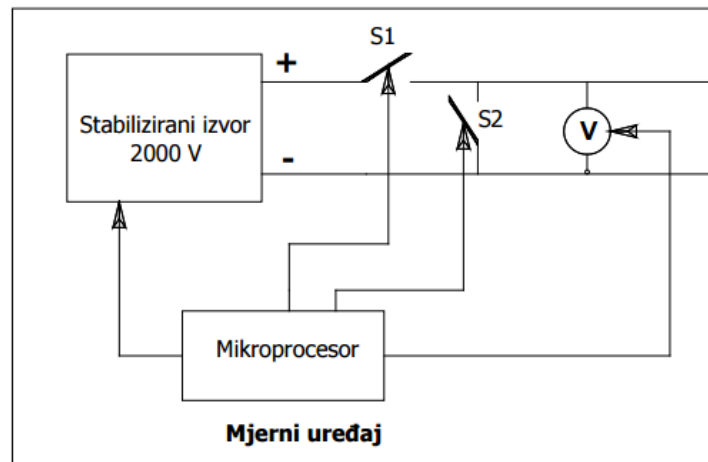 S1
+
Stabilizirani izvor
2000 V
S2
V
-
Mikroprocesor
Mjerni uređaj